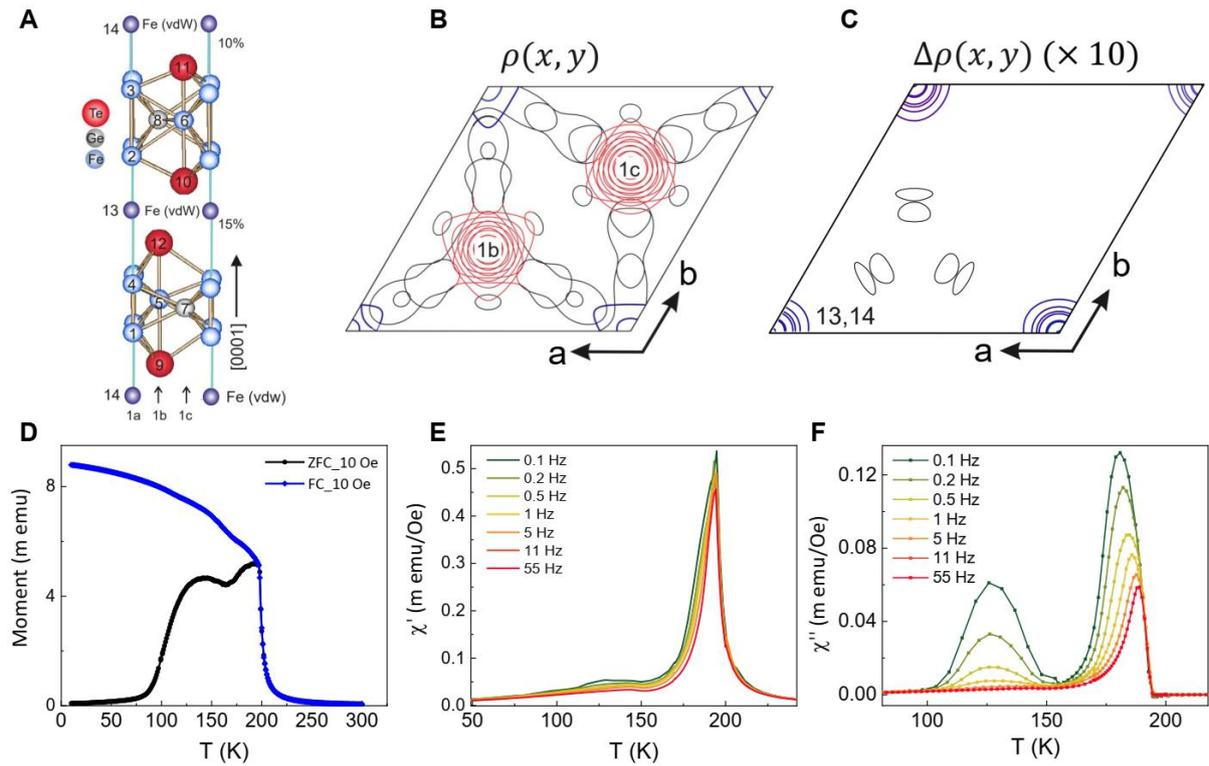 A
14
Fe (vdW)
10%
11
3
Te
8
6
Ge
Fe
2
10
13
Fe (vdW)
15%
12
4
5
7
1
[0001]
9
14
Fe (vdw)
1a
1b
1c
B
ρ(x, y)
1c
1b
b
a
C
Δρ(x, y) (× 10)
13,14
b
a
D
ZFC_10 Oe
FC_10 Oe
Moment (m emu)
8
4
0
0
50
100
150
200
250
300
T (K)
E
0.1 Hz
0.2 Hz
0.5 Hz
1 Hz
5 Hz
11 Hz
55 Hz
χ' (m emu/Oe)
0.5
0.4
0.3
0.2
0.1
0.0
50
100
150
200
T (K)
F
0.1 Hz
0.2 Hz
0.5 Hz
1 Hz
5 Hz
11 Hz
55 Hz
χ'' (m emu/Oe)
0.12
0.08
0.04
0.00
100
150
200
T (K)